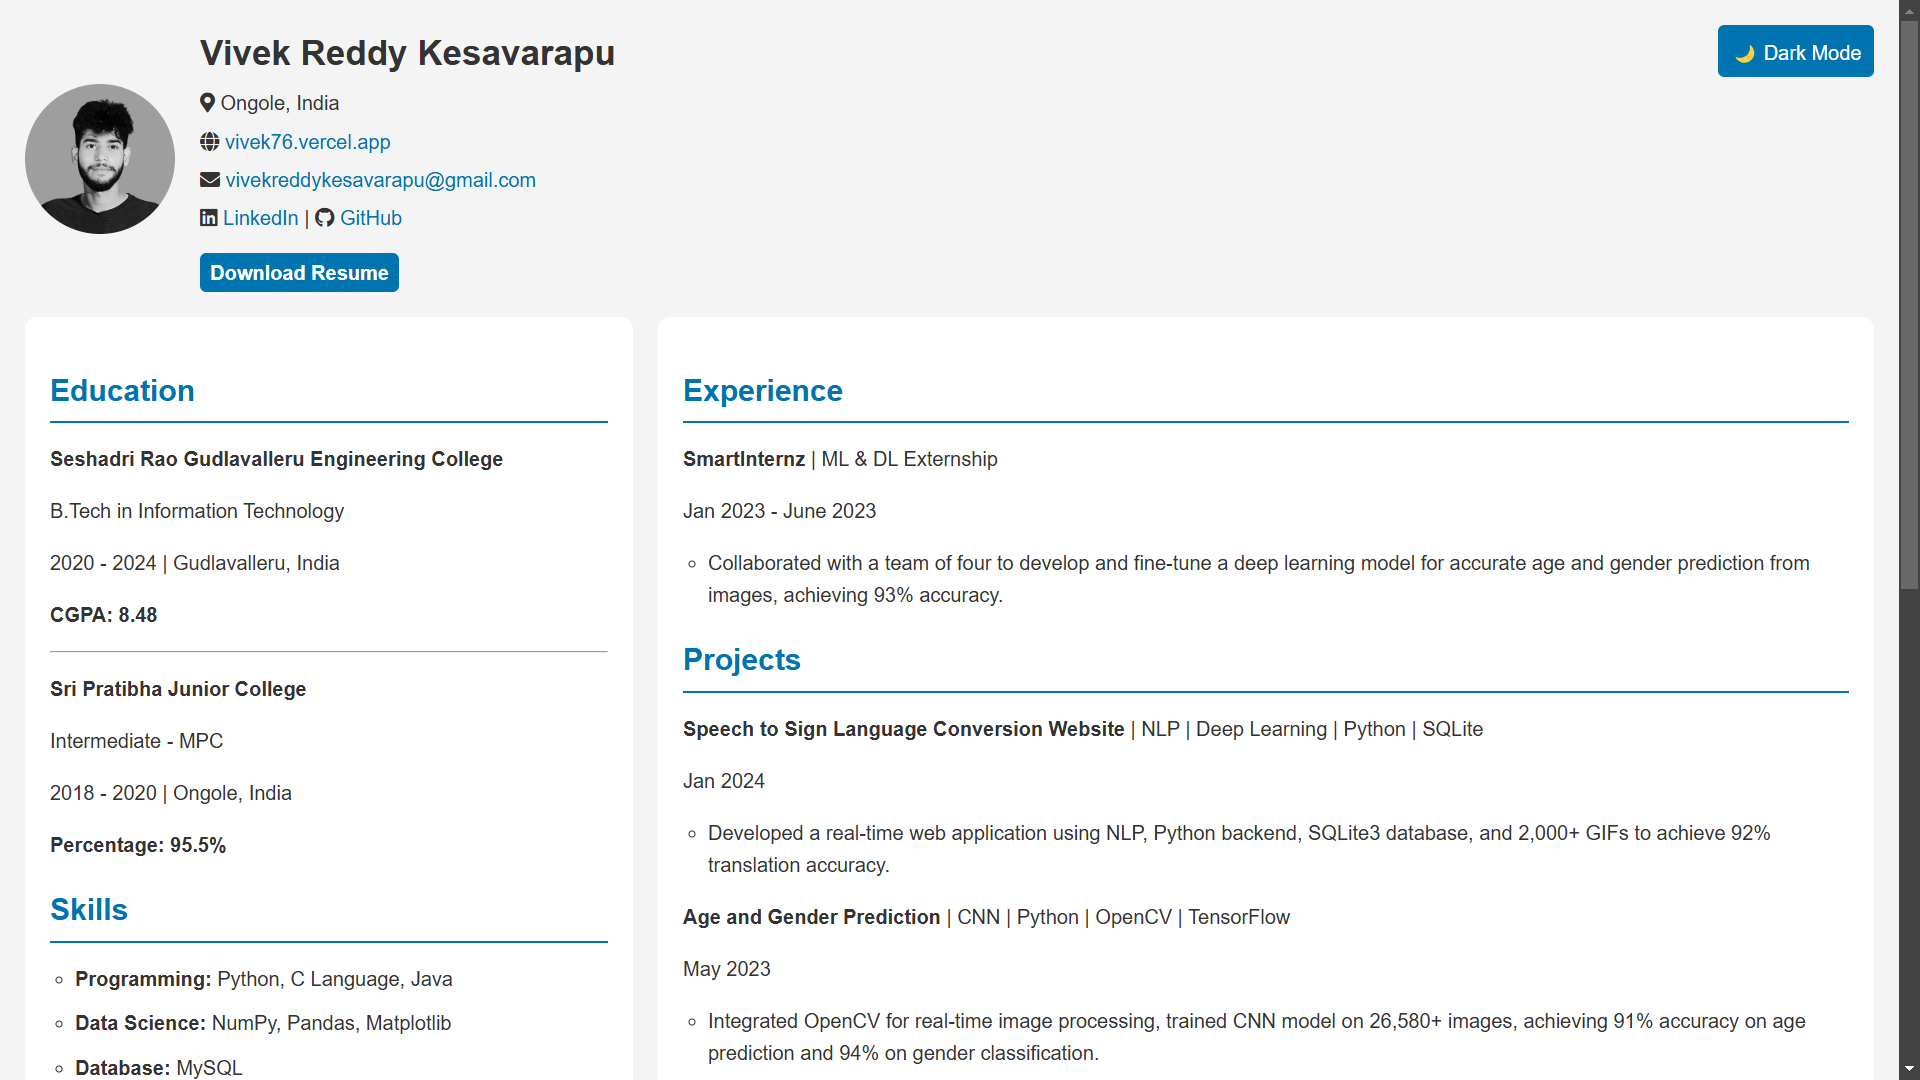 Vivek Reddy Kesavarapu
🌙 Dark Mode
Ongole, India
vivek76.vercel.app
vivekreddykesavarapu@gmail.com
LinkedIn | GitHub
Download Resume
Education
Seshadri Rao Gudlavalleru Engineering College
B.Tech in Information Technology
2020 - 2024 | Gudlavalleru, India
CGPA: 8.48
Sri Pratibha Junior College
Intermediate - MPC
2018 - 2020 | Ongole, India
Percentage: 95.5%
Skills
Programming: Python, C Language, Java
Data Science: NumPy, Pandas, Matplotlib
Database: MySQL
Experience
SmartInternz | ML & DL Externship
Jan 2023 - June 2023
Collaborated with a team of four to develop and fine-tune a deep learning model for accurate age and gender prediction from
images, achieving 93% accuracy.
Projects
Speech to Sign Language Conversion Website | NLP | Deep Learning | Python | SQLite
Jan 2024
Developed a real-time web application using NLP, Python backend, SQLite3 database, and 2,000+ GIFs to achieve 92%
translation accuracy.
Age and Gender Prediction | CNN | Python | OpenCV | TensorFlow
May 2023
Integrated OpenCV for real-time image processing, trained CNN model on 26,580+ images, achieving 91% accuracy on age
prediction and 94% on gender classification.